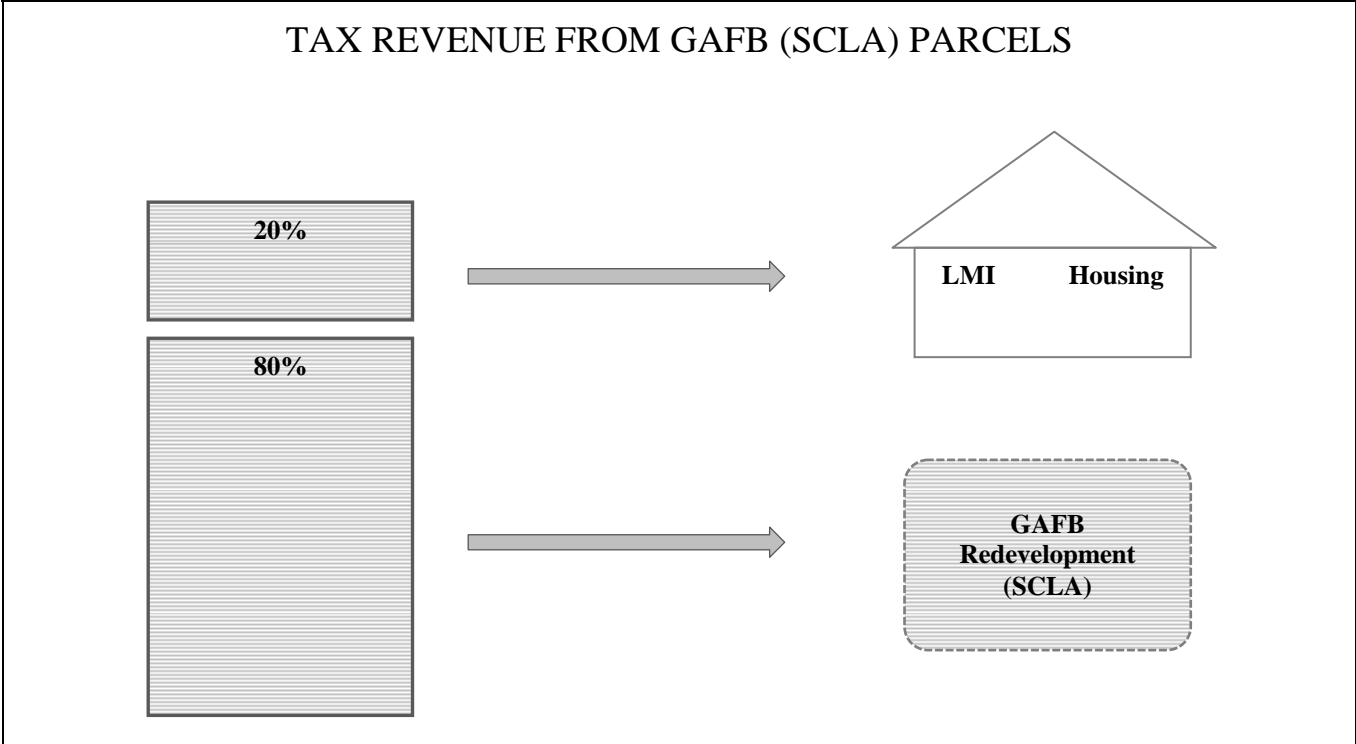 TAX REVENUE FROM GAFB (SCLA) PARCELS
20%
LMI Housing
80%
GAFB
Redevelopment
(SCLA)